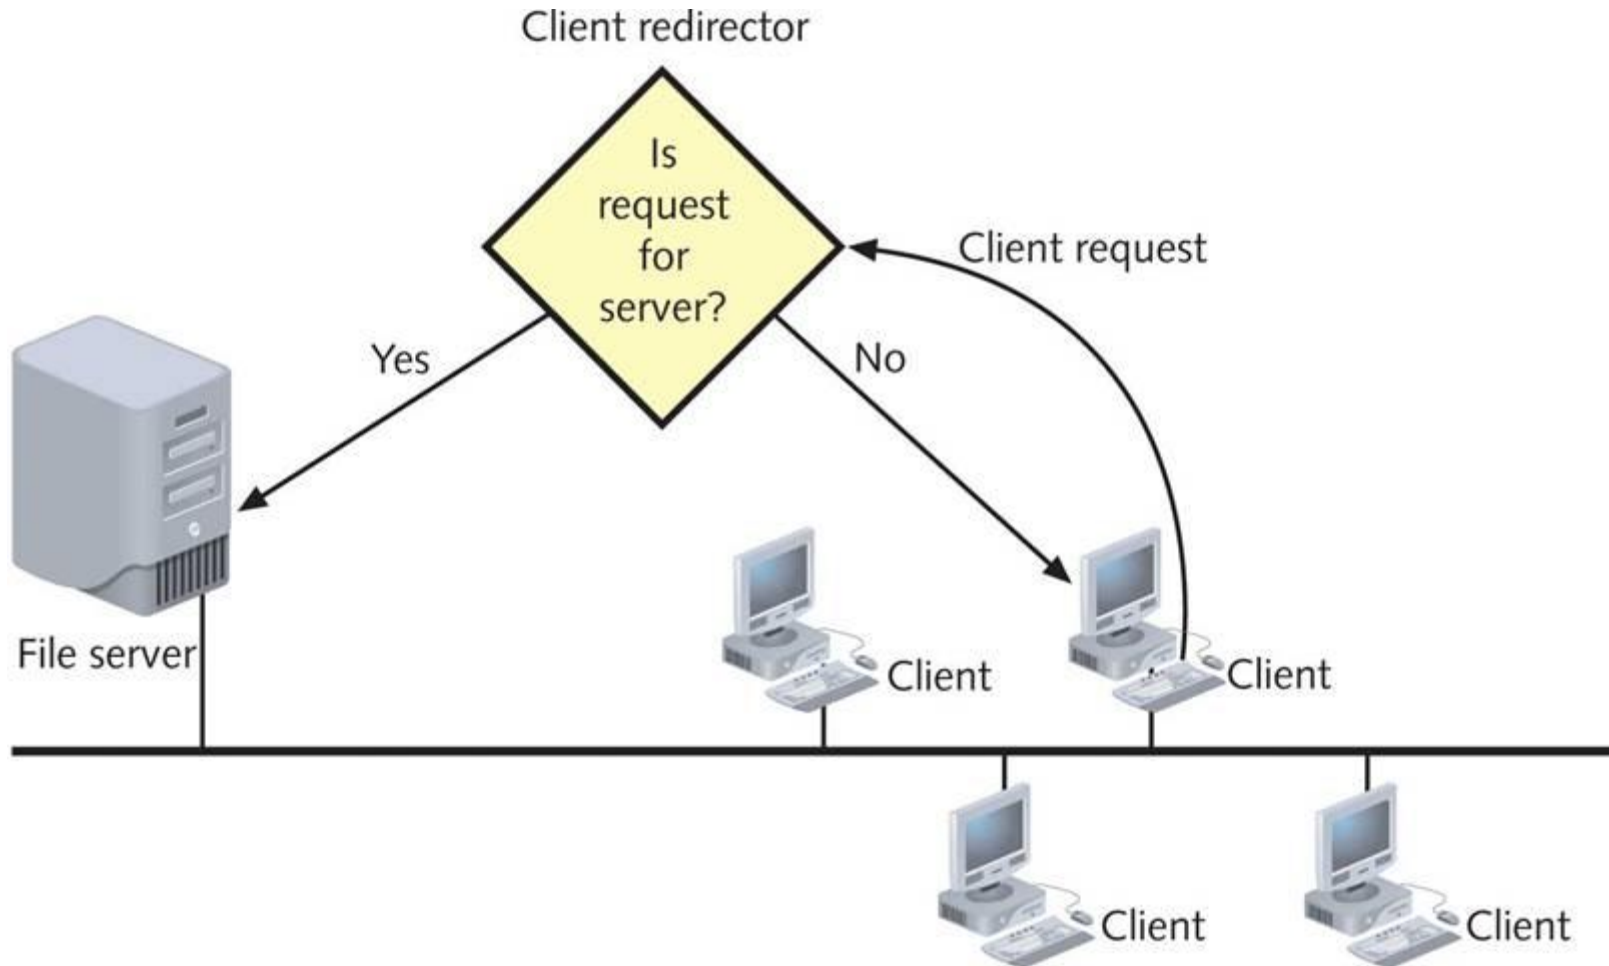 Client redirector
Is
request
for
server?
Client request
Yes
No
File server
Client
Client
Client
Client